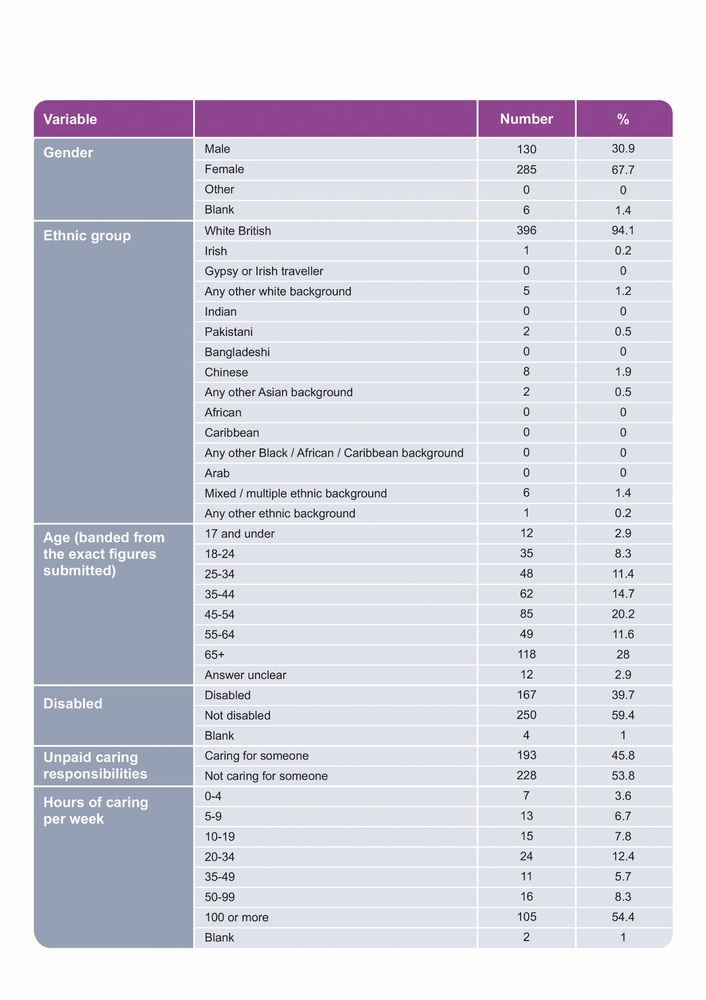 Variable Number %
Gender Male 130 30.9
Female 285 67.7
Other 0 0
Blank 6 1.4
Ethnic group White British 396 94.1
Irish 1 0.2
Gypsy or Irish traveller 0 0
Any other white background 5 1.2
Indian 0 0
Pakistani 2 0.5
Bangladeshi 0 0
Chinese 8 1.9
Any other Asian background 2 0.5
African 0 0
Caribbean 0 0
Any other Black / African / Caribbean background 0 0
Arab 0 0
Mixed / multiple ethnic background 6 1.4
Any other ethnic background 1 0.2
Age (banded from 17 and under 12 2.9
the exact figures 18-24 35 8.3
submitted) 25-34 48 11.4
35-44 62 14.7
45-54 85 20.2
55-64 49 11.6
65+ 118 28
Answer unclear 12 2.9
Disabled Disabled 167 39.7
Not disabled 250 59.4
Blank 4 1
Unpaid caring Caring for someone 193 45.8
responsibilities Not caring for someone 228 53.8
Hours of caring 0-4 7 3.6
per week 5-9 13 6.7
10-19 15 7.8
20-34 24 12.4
35-49 11 5.7
50-99 16 8.3
100 or more 105 54.4
Blank 2 1